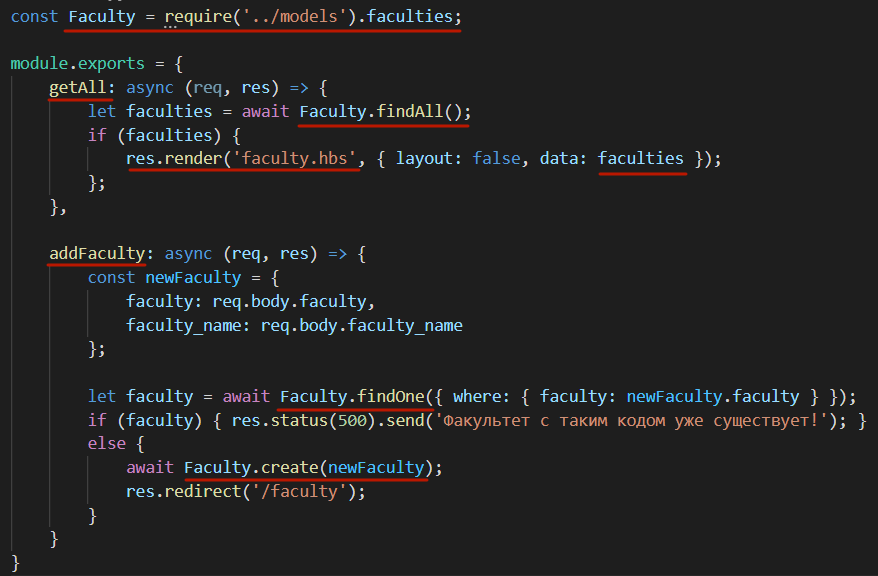 const Faculty = require('../models').faculties;
module.exports = {
getAll: async (req, res) => {
let faculties = await Faculty.findAll();
if (faculties) {
res.render('faculty.hbs', { layout: false, data: faculties });
};
},
addFaculty: async (req, res) => {
const newFaculty = {
faculty: req.body.faculty,
faculty_name: req.body.faculty_name
};
let faculty = await Faculty.findOne({ where: { faculty: newFaculty.faculty } });
if (faculty) { res.status(500).send('Факультет с таким кодом уже существует!'); }
else {
await Faculty.create(newFaculty);
res.redirect('/faculty');
}
}
}